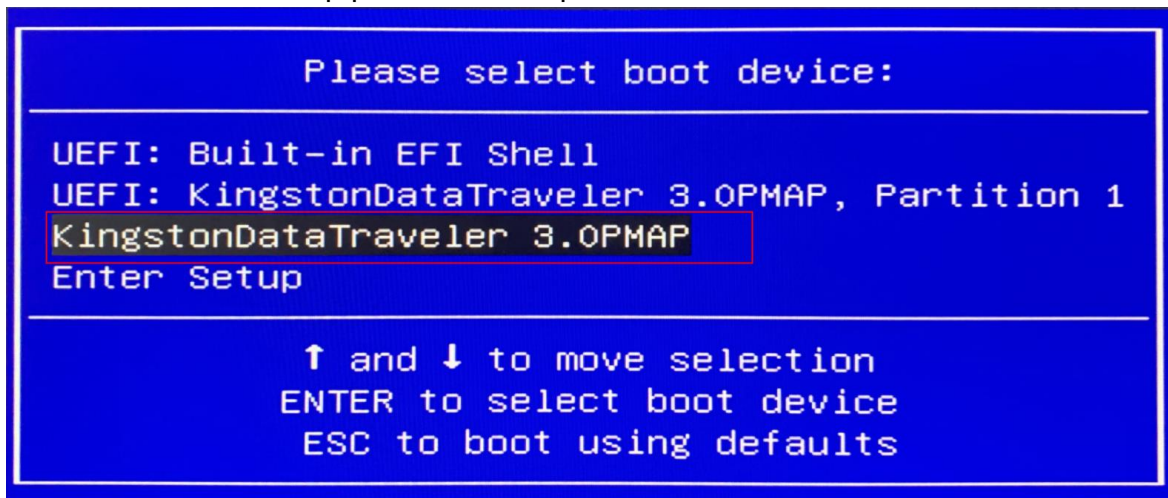 Please select boot device:
UEFI: Built-in EFI Shell
UEFI: KingstonDataTraveler 3.0PMAP, Partition 1
KingstonDataTraveler 3.0PMAP
Enter Setup
↑ and ↓ to move selection
ENTER to select boot device
ESC to boot using defaults